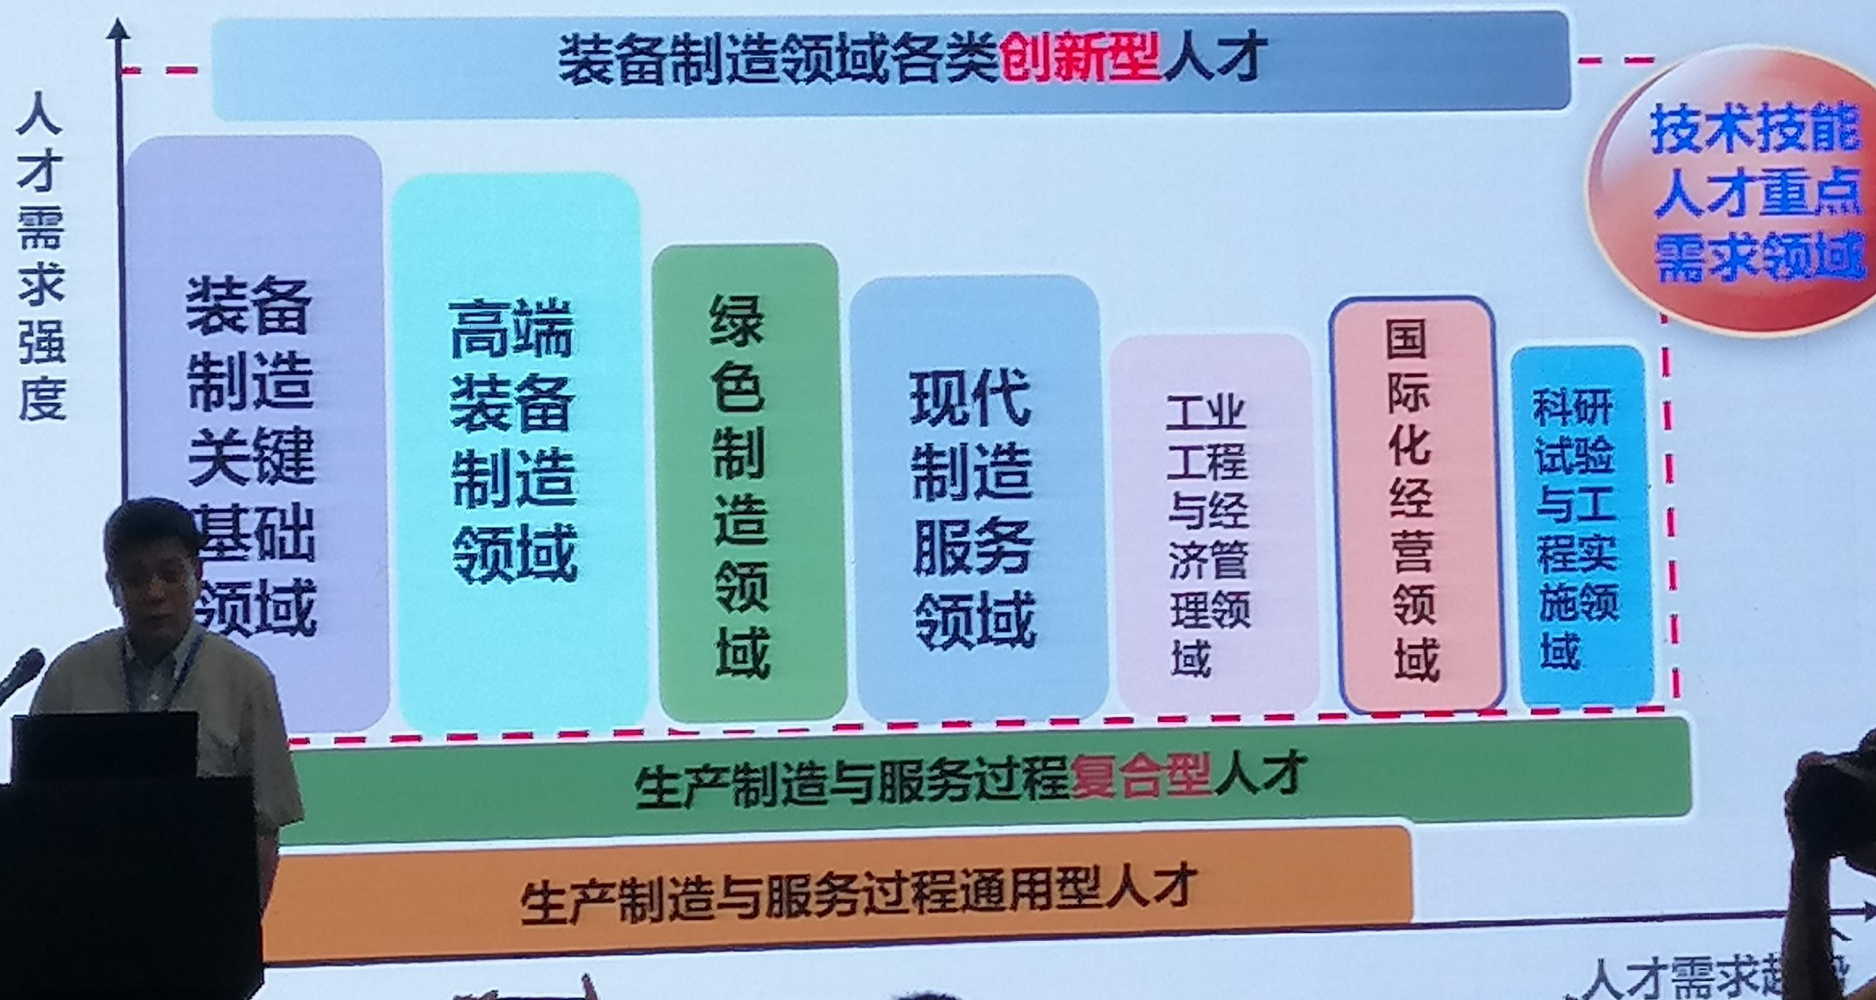 装备制造领域各类创新型人才
技术技能
人才重点
需求领域
人才需求强度
装备
制造
关键
基础
领域
高端
装备
制造
领域
绿色制造领域
现代
制造
服务
领域
工业
工程
与经
济管
理领
域
国际化经营领域
科研
试验
与工
程实
施领
域
生产制造与服务过程复合型人才
生产制造与服务过程通用型人才
人才需求